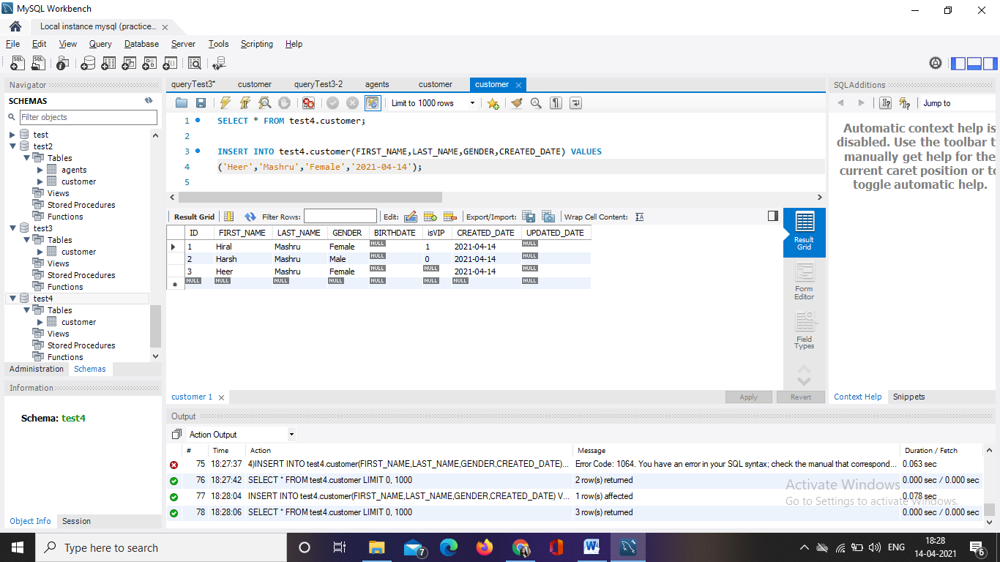 MySQL Workbench
Local instance mysql (practice...
File Edit View Query Database Server Tools Scripting Help
Navigator
SCHEMAS
Filter objects
test
test2
Tables
agents
customer
Views
Stored Procedures
Functions
test3
Tables
customer
Views
Stored Procedures
Functions
test4
Tables
customer
Views
Stored Procedures
Functions
Administration Schemas
Information
Schema: test4
Object Info Session
queryTest3* customer queryTest3-2 agents customer customer
Limit to 1000 rows
1 SELECT * FROM test4.customer;
2
3 INSERT INTO test4.customer(FIRST_NAME,LAST_NAME,GENDER,CREATED_DATE) VALUES
4 ('Heer','Mashru','Female','2021-04-14');
5
Result Grid Filter Rows: Edit: Export/Import: Wrap Cell Content:
ID FIRST_NAME LAST_NAME GENDER BIRTHDATE isVIP CREATED_DATE UPDATED_DATE
1 Hiral Mashru Female NULL 1 2021-04-14 NULL
2 Harsh Mashru Male NULL 0 2021-04-14 NULL
3 Heer Mashru Female NULL NULL 2021-04-14 NULL
NULL NULL NULL NULL NULL NULL NULL NULL
Result
Grid
Form
Editor
Field
Types
customer 1
Apply Revert
SQLAdditions
Jump to
Automatic context help is
disabled. Use the toolbar t
manually get help for the
current caret position or to
toggle automatic help.
Context Help Snippets
Output
Action Output
# Time Action Message Duration / Fetch
75 18:27:37 4)INSERT INTO test4.customer(FIRST_NAME,LAST_NAME,GENDER,CREATED_DATE)... Error Code: 1064. You have an error in your SQL syntax; check the manual that correspond... 0.063 sec
76 18:27:42 SELECT * FROM test4.customer LIMIT 0, 1000 2 row(s) returned 0.000 sec / 0.000 sec
77 18:28:04 INSERT INTO test4.customer(FIRST_NAME,LAST_NAME,GENDER,CREATED_DATE) V... 1 row(s) affected 0.078 sec
78 18:28:06 SELECT * FROM test4.customer LIMIT 0, 1000 3 row(s) returned 0.000 sec / 0.000 sec
Activate Windows
Go to Settings to activate Windows.
Type here to search
7
ENG
18:28
14-04-2021
6